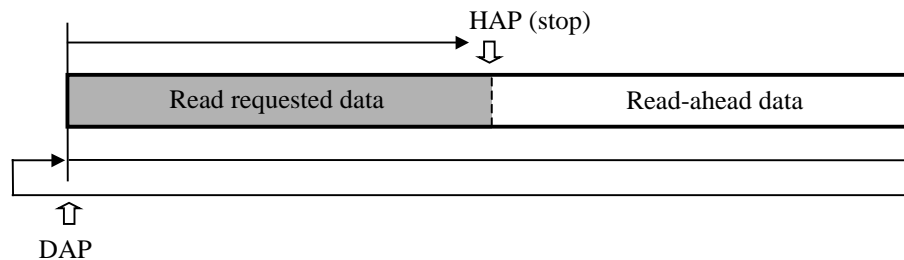 HAP (stop)
Read requested data
Read-ahead data
DAP